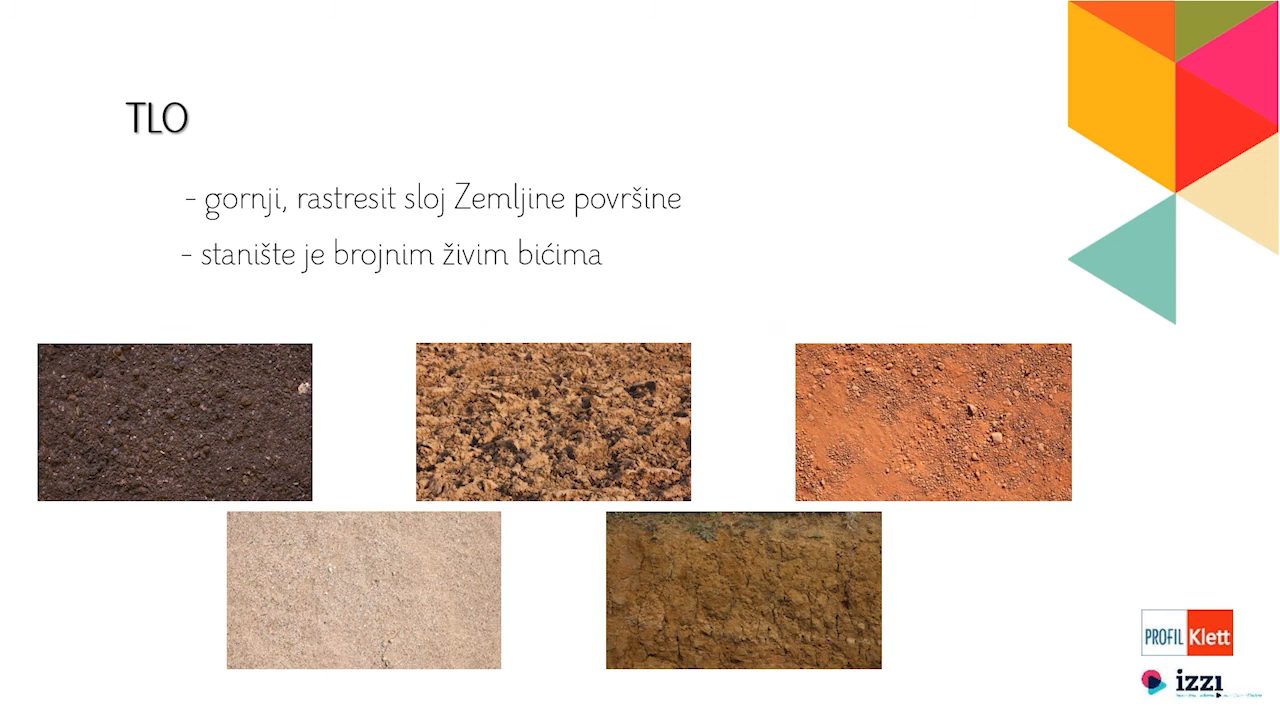 TLO
- gornji, rastresit sloj Zemljine površine
- stanište je brojnim živim bićima
PROFIL Klett
izzi